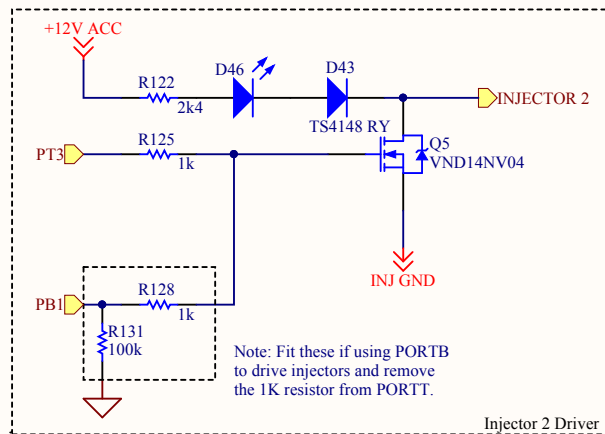 +12V ACC
D46
D43
R122
2k4
TS4148 RY
INJECTOR 2
Q5
VND14NV04
PT3
R125
1k
INJ GND
PB1
R128
1k
R131
100k
Note: Fit these if using PORTB
to drive injectors and remove
the 1K resistor from PORTT.
Injector 2 Driver